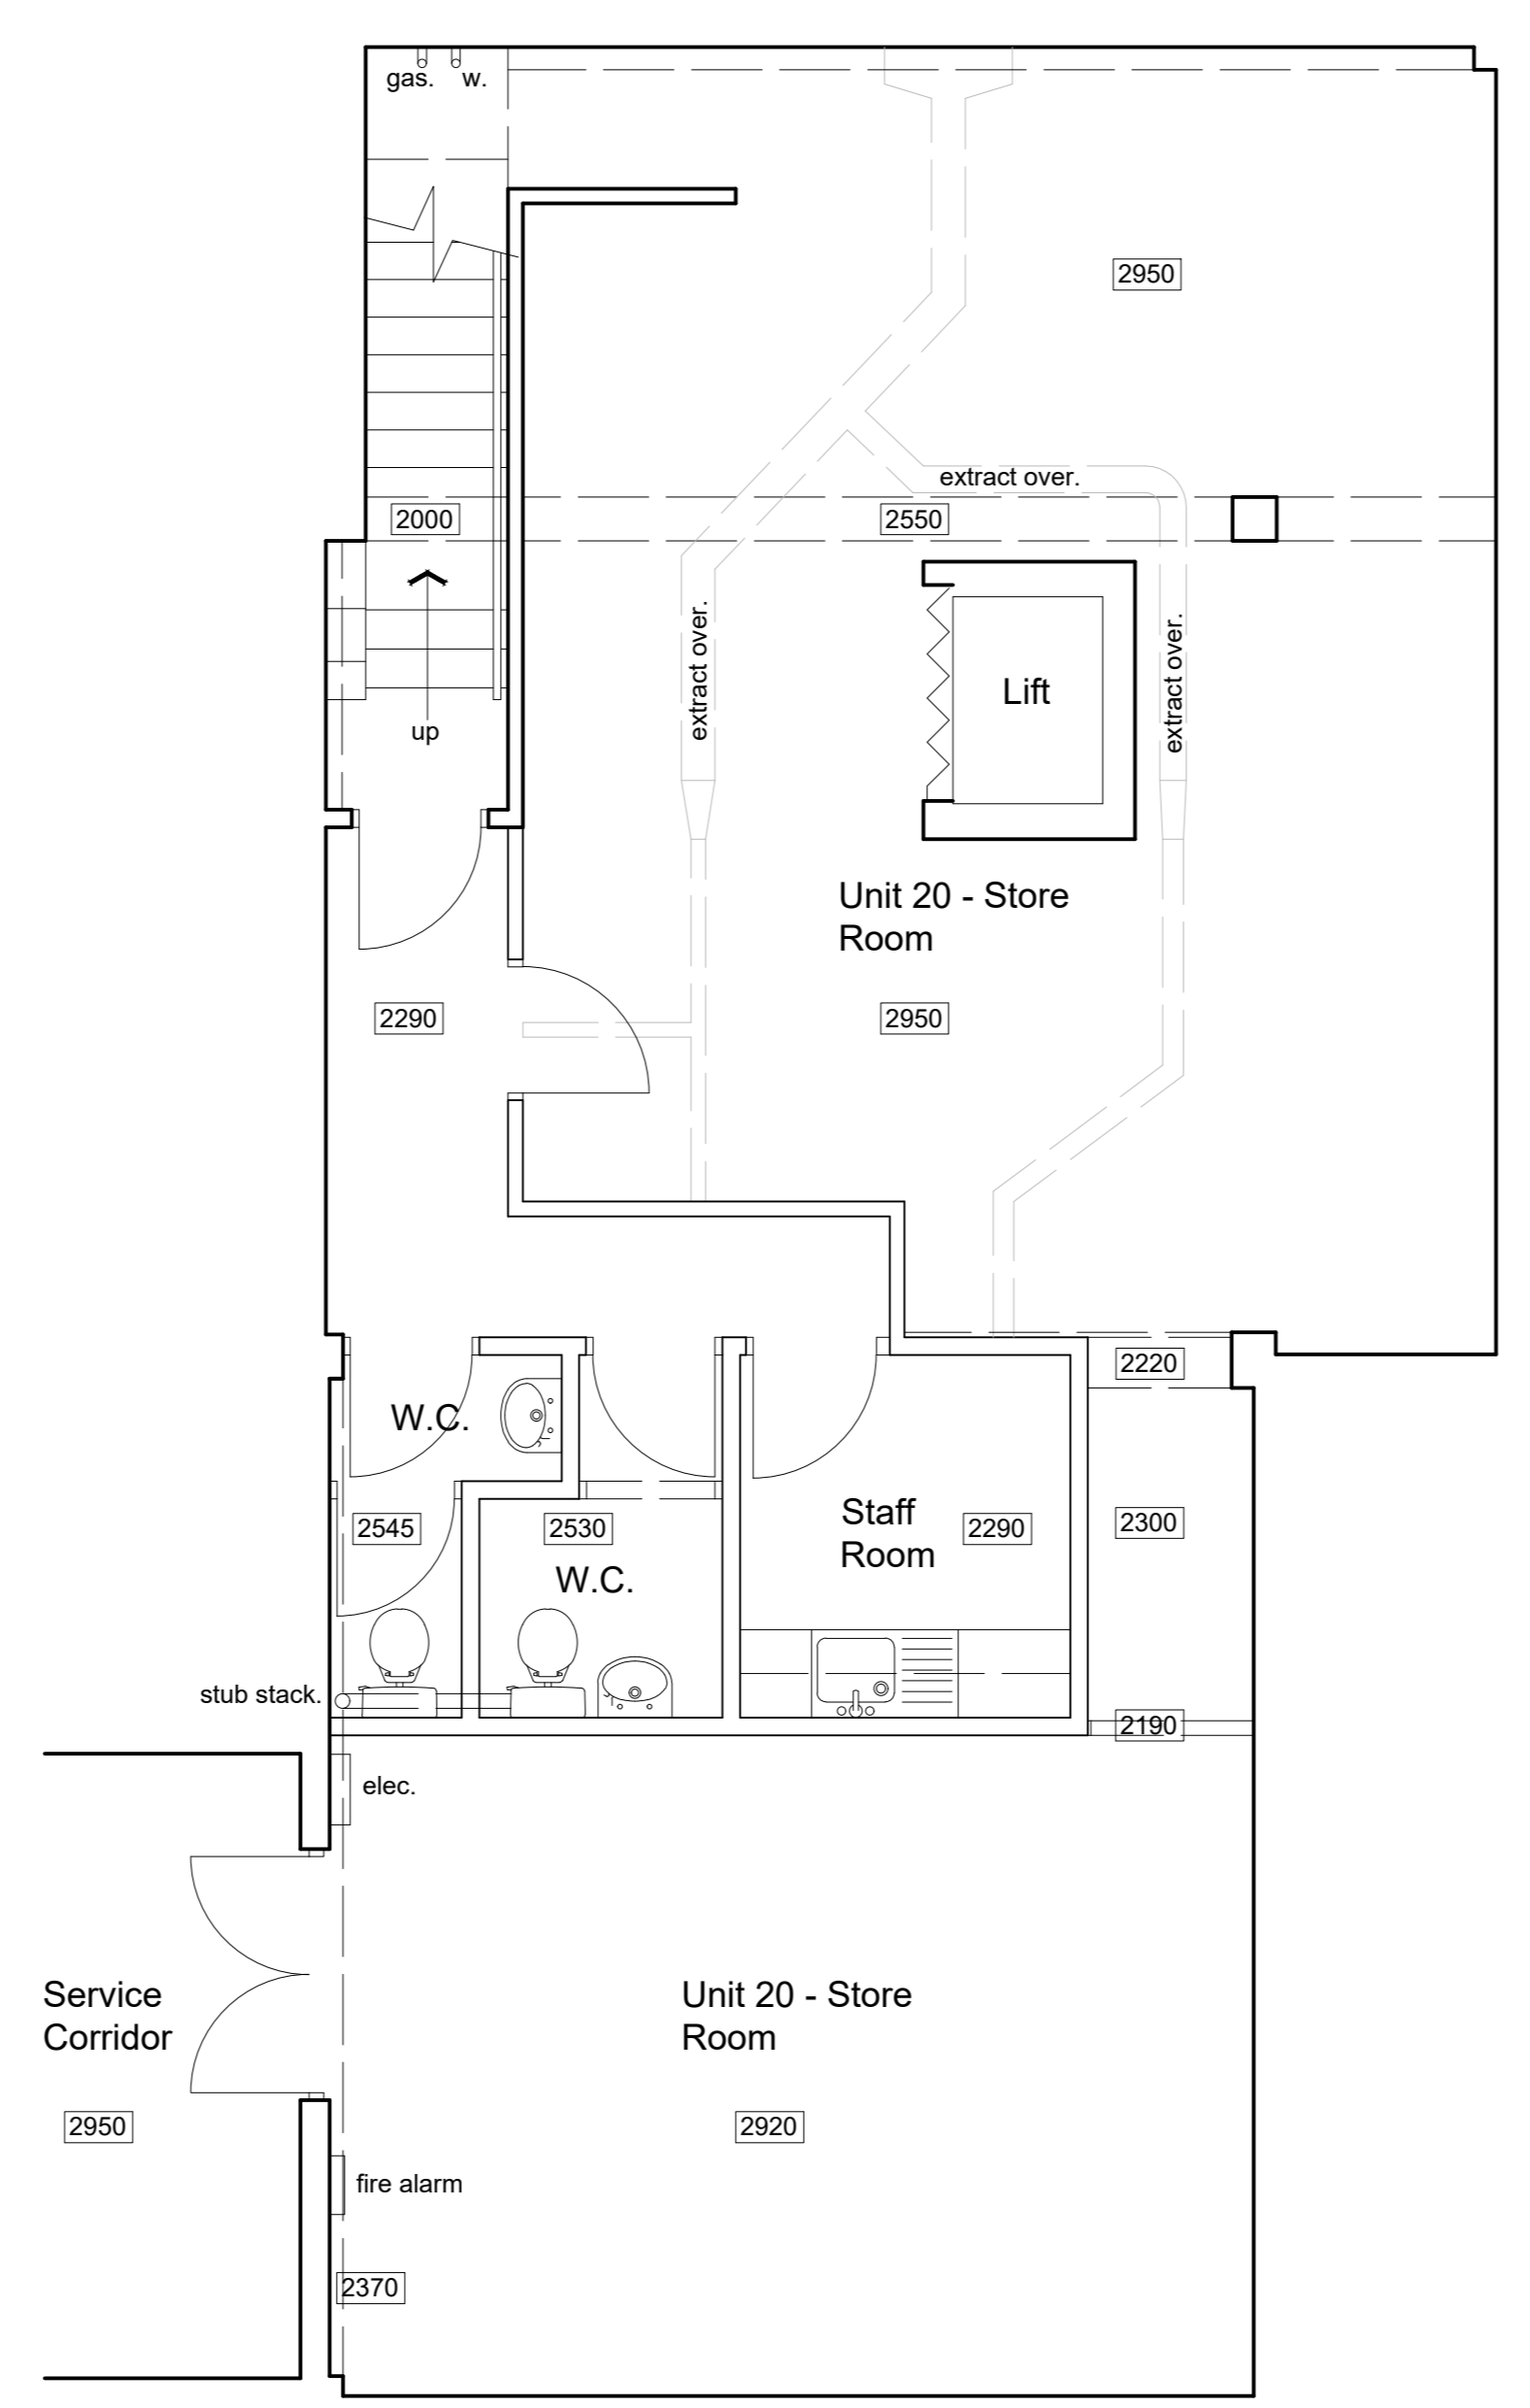 gas. w.
2950
extract over.
2000
2550
extract over.
extract over.
Lift
up
Unit 20 - Store
Room
2290
2950
2220
W.C.
Staff
Room
2300
2545
2530
2290
W.C.
stub stack.
2190
elec.
Service
Corridor
Unit 20 - Store
Room
2950
2920
fire alarm
2370